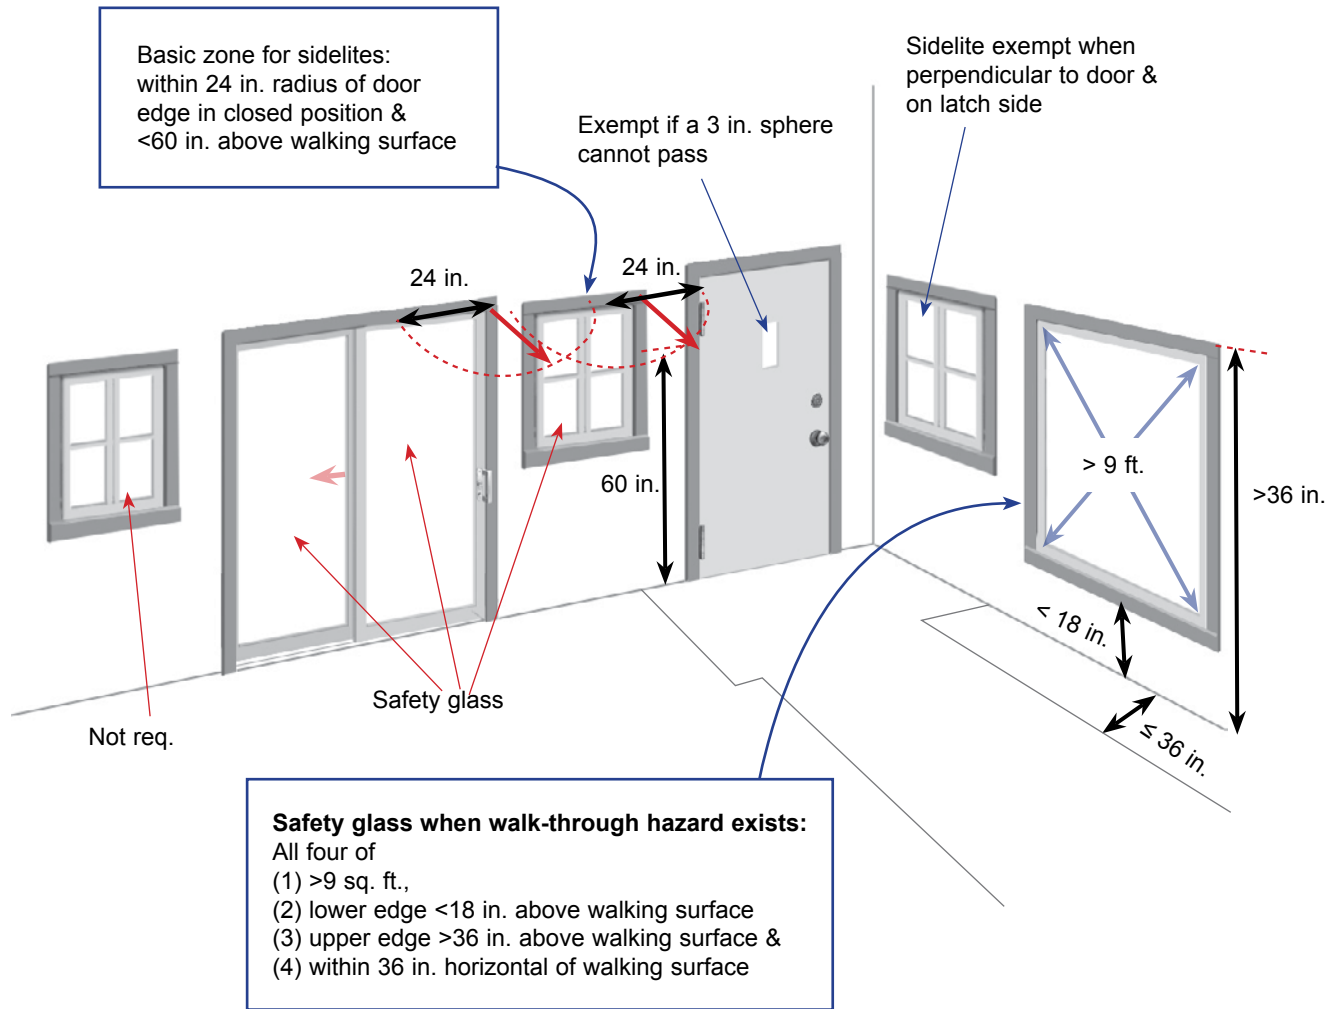 Basic zone for sidelites:
within 24 in. radius of door
edge in closed position &
<60 in. above walking surface
Exempt if a 3 in. sphere
cannot pass
Sidelite exempt when
perpendicular to door &
on latch side
24 in.
24 in.
60 in.
> 9 ft.
>36 in.
< 18 in.
≤ 36 in.
Safety glass
Not req.
Safety glass when walk-through hazard exists:
All four of
(1) >9 sq. ft.,
(2) lower edge <18 in. above walking surface
(3) upper edge >36 in. above walking surface &
(4) within 36 in. horizontal of walking surface